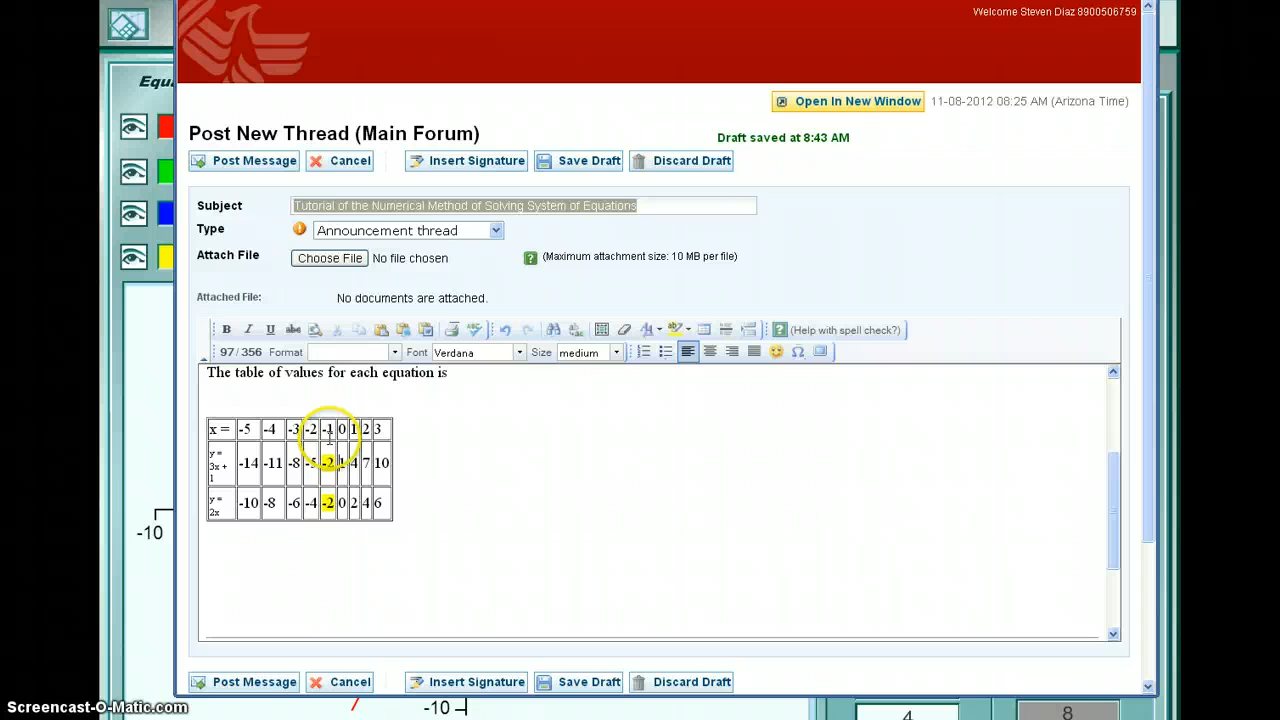 Welcome Steven Diaz 8900506759
Equa
Open In New Window 11-08-2012 08:25 AM (Arizona Time)
Post New Thread (Main Forum)
Draft saved at 8:43 AM
Post Message Cancel Insert Signature Save Draft Discard Draft
Subject Tutorial of the Numerical Method of Solving System of Equations
Type Announcement thread
Attach File Choose File No file chosen (Maximum attachment size: 10 MB per file)
Attached File: No documents are attached.
B I U abc (Help with spell check?)
97 / 356 Format Font Verdana Size medium
The table of values for each equation is
x = -5 -4 -3 -2 -1 0 1 2 3
y = 3x + 1 -14 -11 -8 -5 -2 1 4 7 10
y = 2x -10 -8 -6 -4 -2 0 2 4 6
-10
Post Message Cancel Insert Signature Save Draft Discard Draft
-10
4 8
Screencast-O-Matic.com